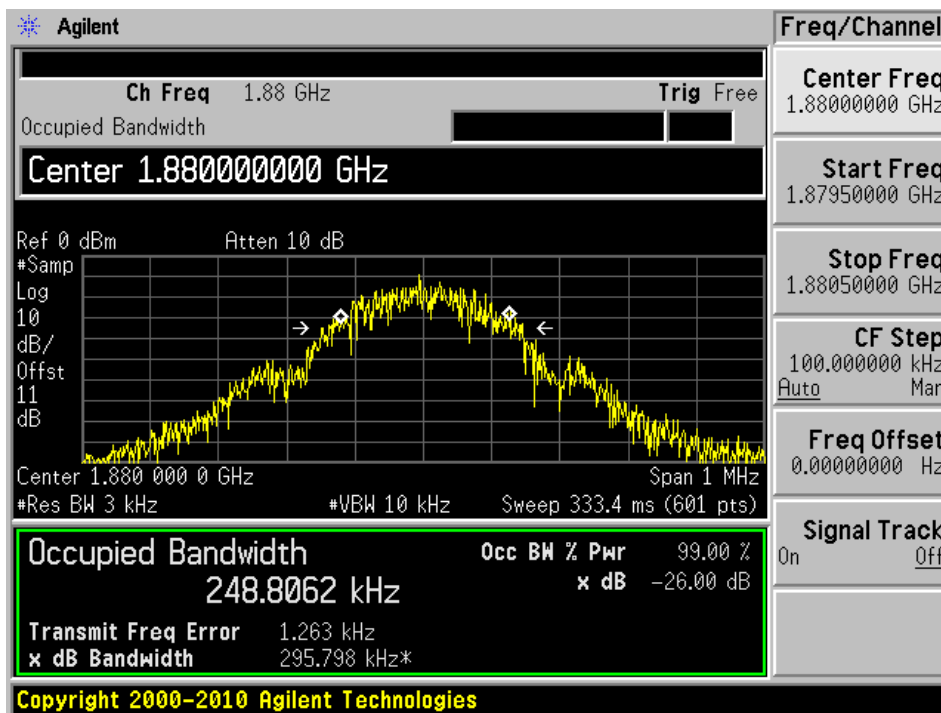 Agilent
Freq/Channel
Ch Freq 1.88 GHz Trig Free
Occupied Bandwidth
Center 1.880000000 GHz
Ref 0 dBm Atten 10 dB
#Samp
Log
10
dB/
Offst
11
dB
Center 1.880 000 0 GHz Span 1 MHz
#Res BW 3 kHz #VBW 10 kHz Sweep 333.4 ms (601 pts)
Occupied Bandwidth Occ BW % Pwr 99.00 %
248.8062 kHz x dB -26.00 dB
Transmit Freq Error 1.263 kHz
x dB Bandwidth 295.798 kHz*
Copyright 2000-2010 Agilent Technologies
Center Freq
1.88000000 GHz
Start Freq
1.87950000 GHz
Stop Freq
1.88050000 GHz
CF Step
100.000000 kHz
Auto Man
Freq Offset
0.00000000 Hz
Signal Track
On Off